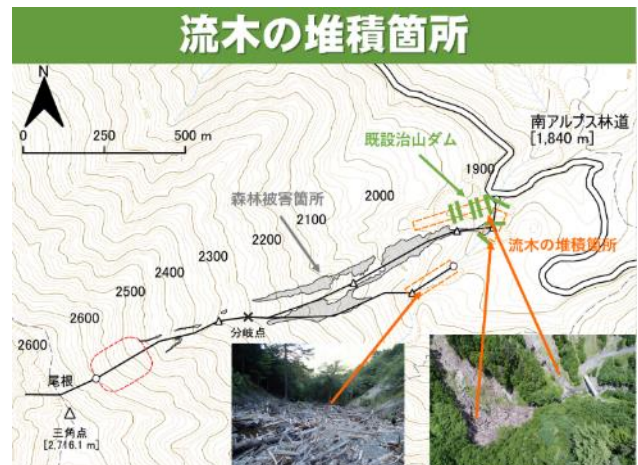 流木の堆積箇所
N
0 250 500 m
南アルプス林道
[1,840 m]
既設治山ダム
1900
森林被害箇所
2000
2100
2200
流木の堆積箇所
2300
2400
2500
2600
分岐点
2600
尾根
三角点
[2,716.1 m]